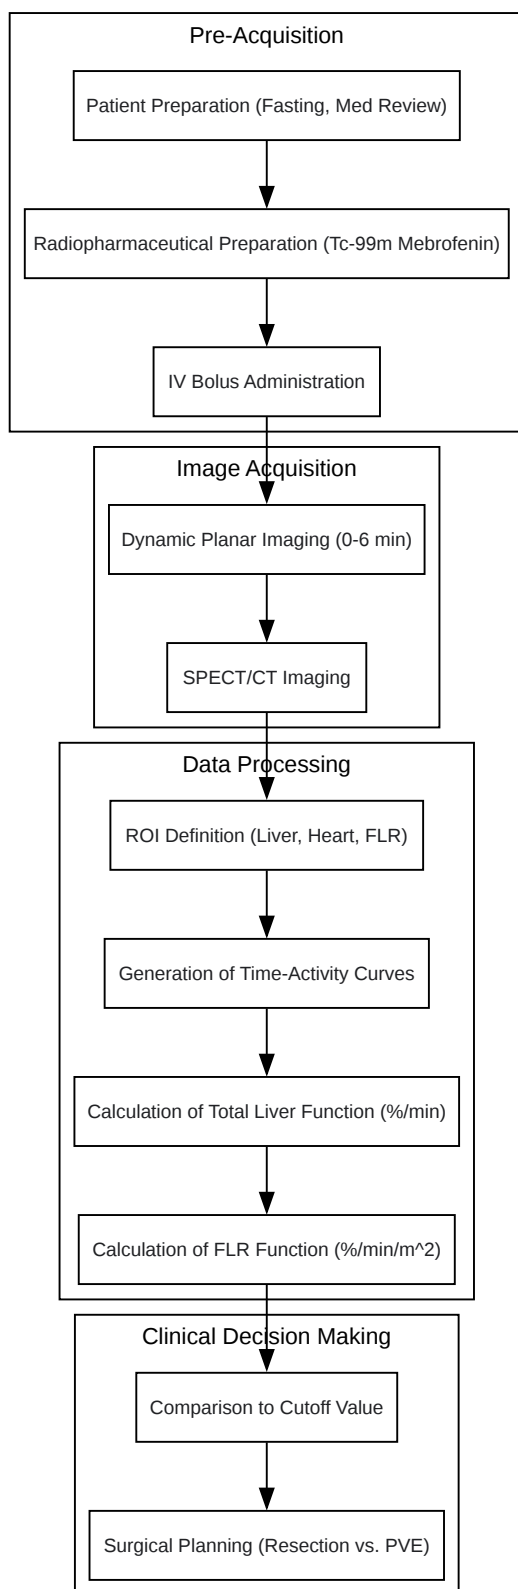 Pre-Acquisition
Patient Preparation (Fasting, Med Review)
Radiopharmaceutical Preparation (Tc-99m Mebrofenin)
IV Bolus Administration
Image Acquisition
Dynamic Planar Imaging (0-6 min)
SPECT/CT Imaging
Data Processing
ROI Definition (Liver, Heart, FLR)
Generation of Time-Activity Curves
Calculation of Total Liver Function (%/min)
Calculation of FLR Function (%/min/m^2)
Clinical Decision Making
Comparison to Cutoff Value
Surgical Planning (Resection vs. PVE)